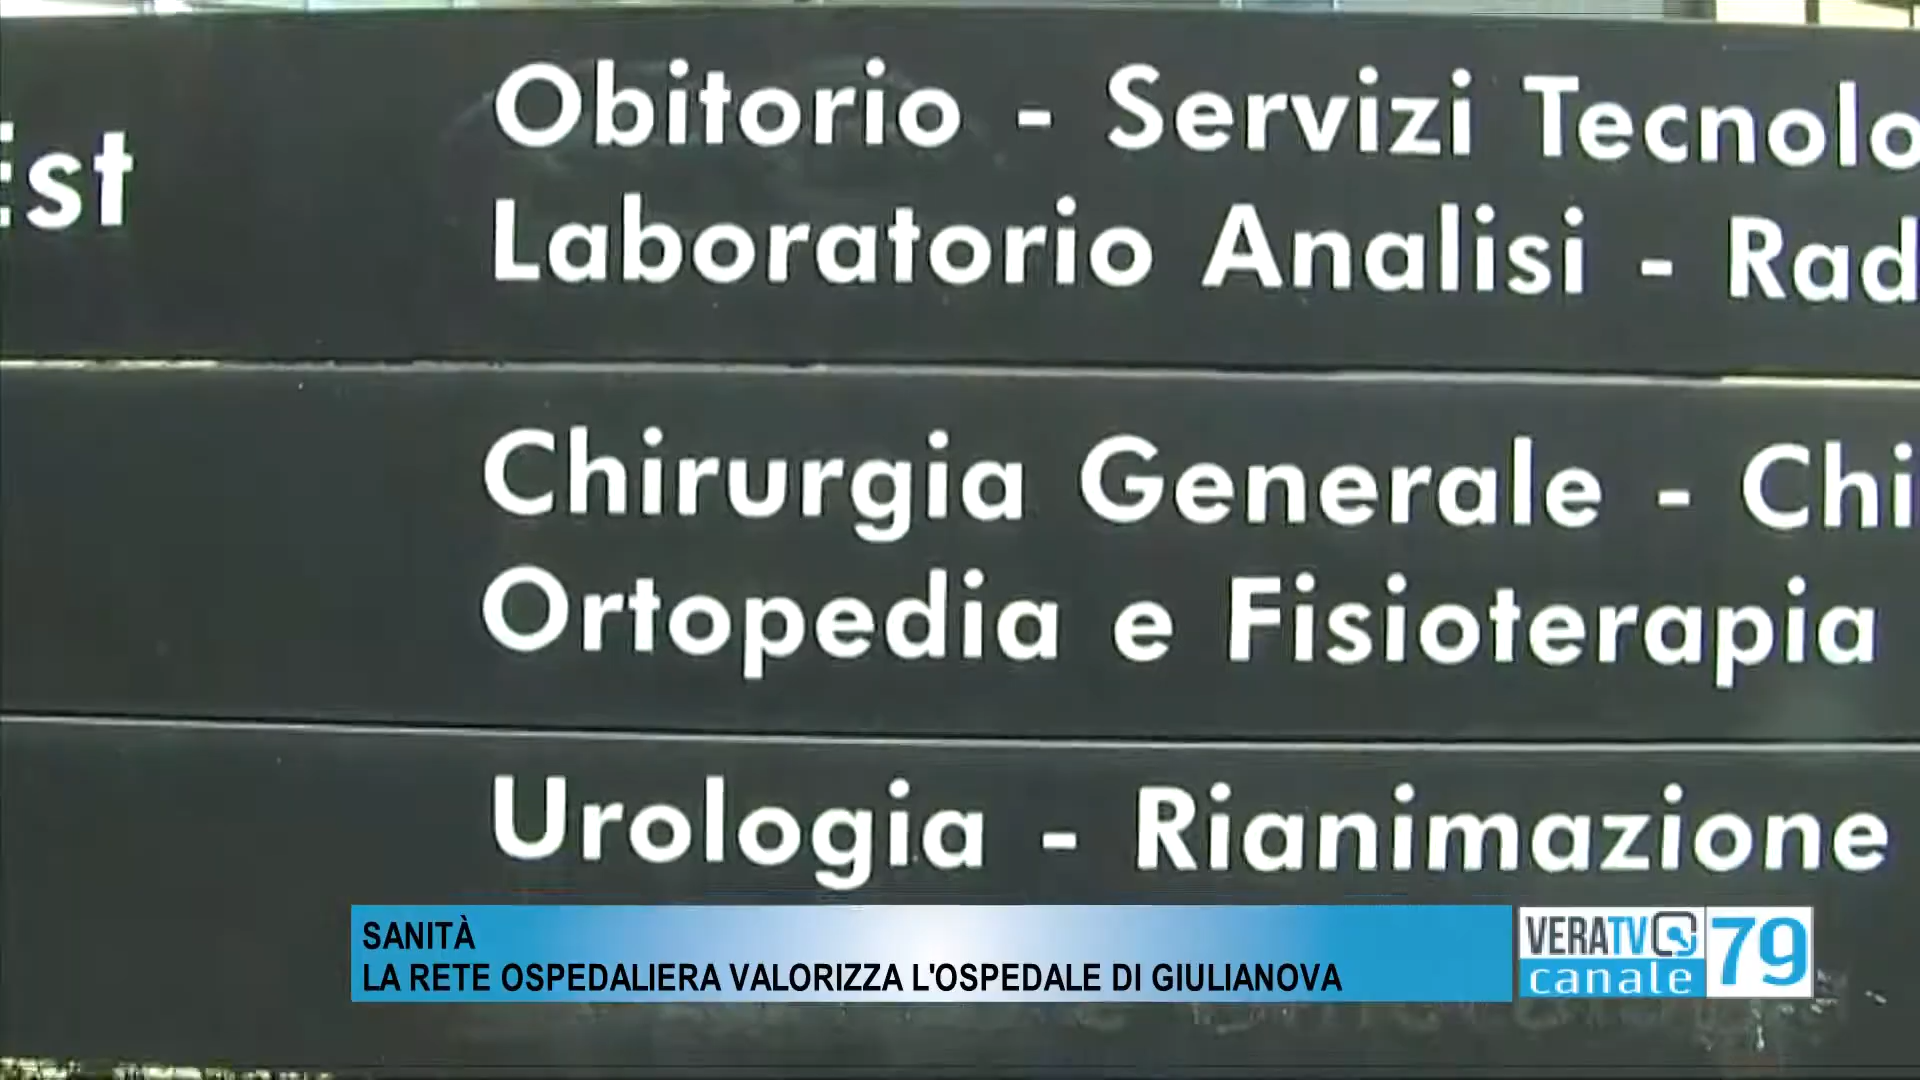 Est
Obitorio - Servizi Tecnolo
Laboratorio Analisi - Rad
Chirurgia Generale - Chi
Ortopedia e Fisioterapia
Urologia - Rianimazione
SANITÀ
LA RETE OSPEDALIERA VALORIZZA L'OSPEDALE DI GIULIANOVA
VERATV
canale
79